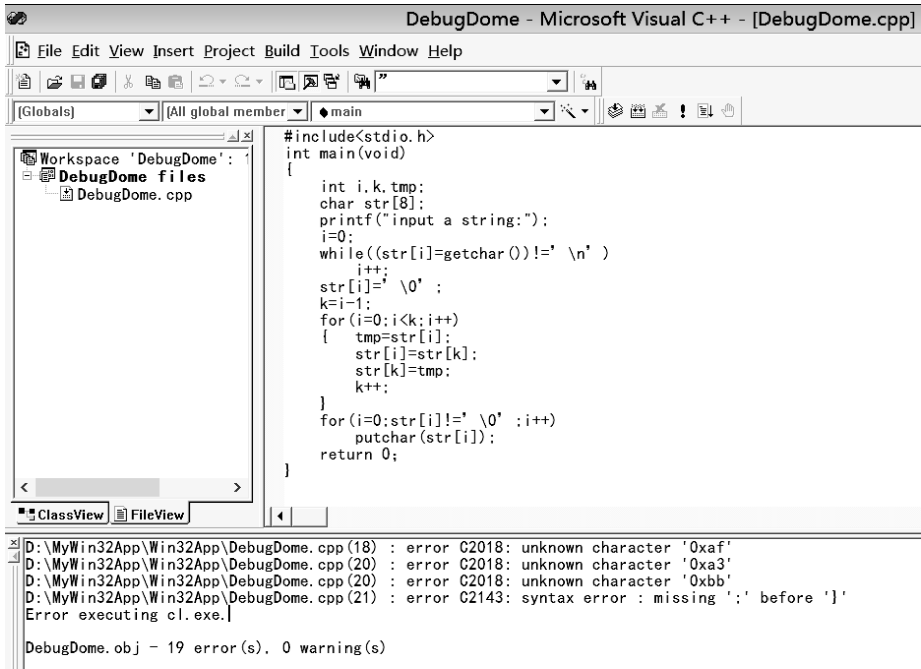 DebugDome - Microsoft Visual C++ - [DebugDome.cpp]
File Edit View Insert Project Build Tools Window Help
”
(Globals) (All global member main
Workspace 'DebugDome':
DebugDome files
DebugDome.cpp
ClassView FileView
#include<stdio.h>
int main(void)
{
int i,k,tmp;
char str[8];
printf("input a string:");
i=0;
while((str[i]=getchar())!=’\n’)
i++;
str[i]=’\0’;
k=i-1;
for(i=0;i<k;i++)
{ tmp=str[i];
str[i]=str[k];
str[k]=tmp;
k++;
}
for(i=0;str[i]!=’\0’;i++)
putchar(str[i]);
return 0;
}
D:\MyWin32App\Win32App\DebugDome.cpp(18) : error C2018: unknown character '0xaf'
D:\MyWin32App\Win32App\DebugDome.cpp(20) : error C2018: unknown character '0xa3'
D:\MyWin32App\Win32App\DebugDome.cpp(20) : error C2018: unknown character '0xbb'
D:\MyWin32App\Win32App\DebugDome.cpp(21) : error C2143: syntax error : missing ';' before '}'
Error executing cl.exe.
DebugDome.obj - 19 error(s), 0 warning(s)